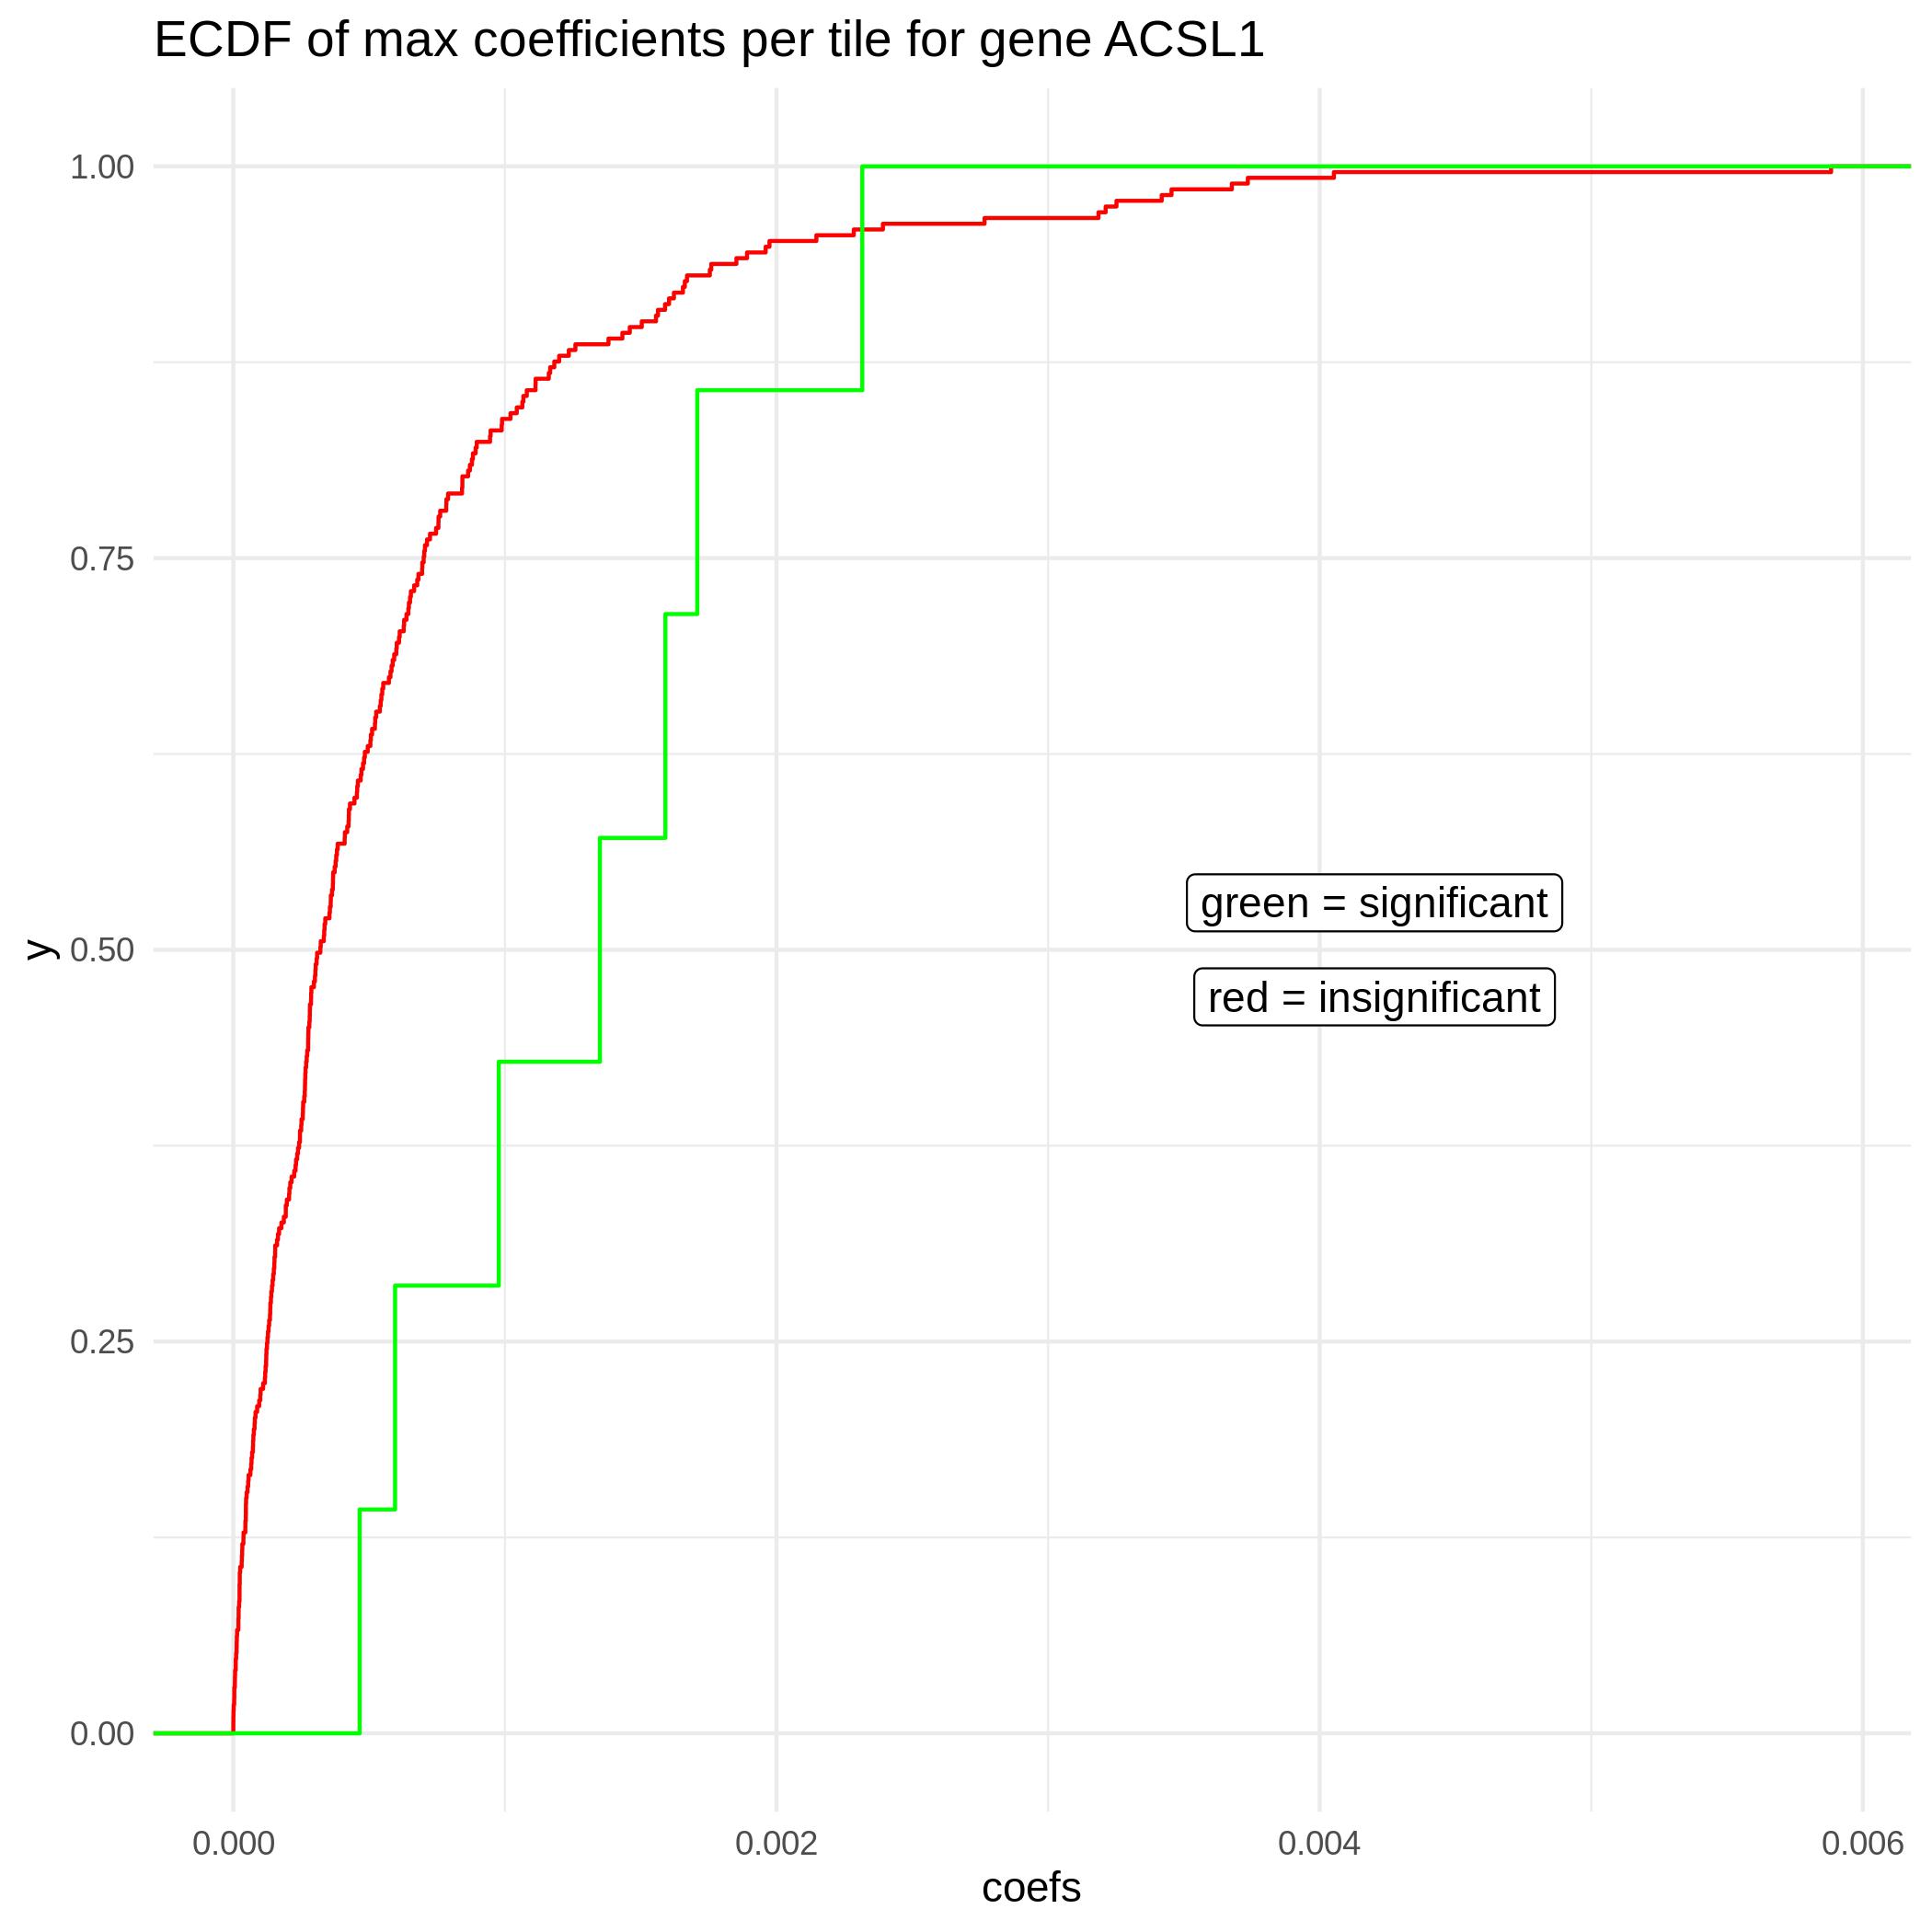 ECDF of max coefficients per tile for gene ACSL1
1.00
0.75
0.50
0.25
0.00
y
green = significant
red = insignificant
0.000 0.002 0.004 0.006
coefs